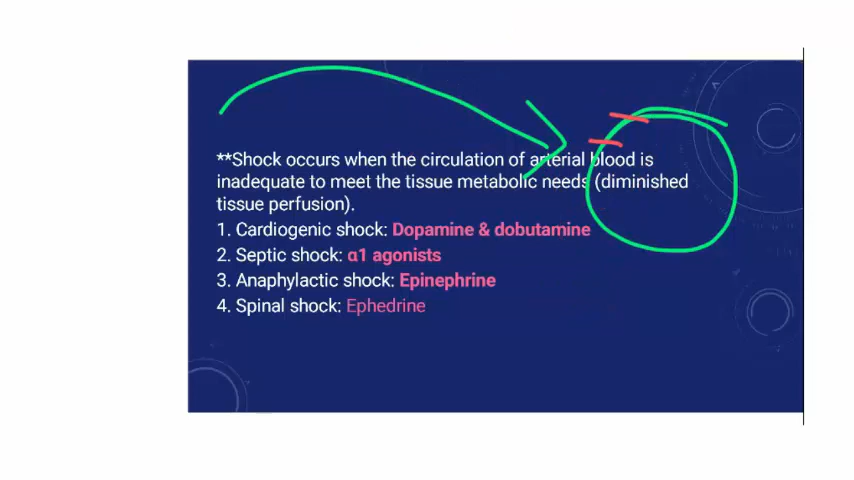 **Shock occurs when the circulation of arterial blood is
inadequate to meet the tissue metabolic needs (diminished
tissue perfusion).
1. Cardiogenic shock: Dopamine & dobutamine
2. Septic shock: α1 agonists
3. Anaphylactic shock: Epinephrine
4. Spinal shock: Ephedrine